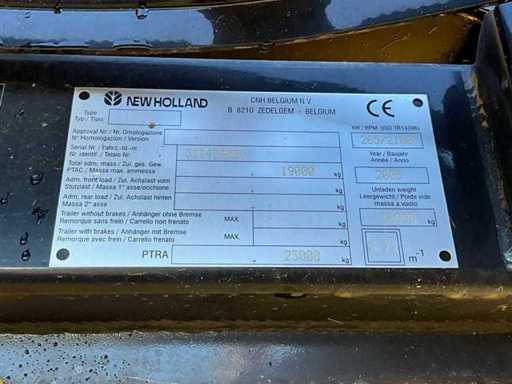 NEW HOLLAND
CNH BELGIUM N.V.
B 8210 ZEDELGEM - BELGIUM
CE
Type
Typ / Tipo
Approval Nr / Nr. Omologazione
Nr Homologation / Version
Serial Nr / Fabrz.-Id.-nr.
Nr. identif. / Telaio Nr
Total adm. mass / Zul. ges. Gew.
PTAC / Massa max. ammessa
19000 kg
Adm. front load / Zul. Achslast vorn
Stutzlast / Massa 1° asse/occhione
kg
Adm. rear load / Zul. Achslast hinten
Massa 2° asse
kg
Trailer without brakes / Anhänger ohne Bremse
Remorque sans frein / Carrello non frenato
MAX.
kg
Trailer with brakes / Anhänger mit Bremse
Remorque avec frein / Carrello frenato
MAX.
kg
PTRA
23000 kg
kW / RPM (ISO TR14396)
Year / Baujahr
Année / Anno
Unladen weight
Leergewicht / Poids vide
massa a vuoto
kg
m-1